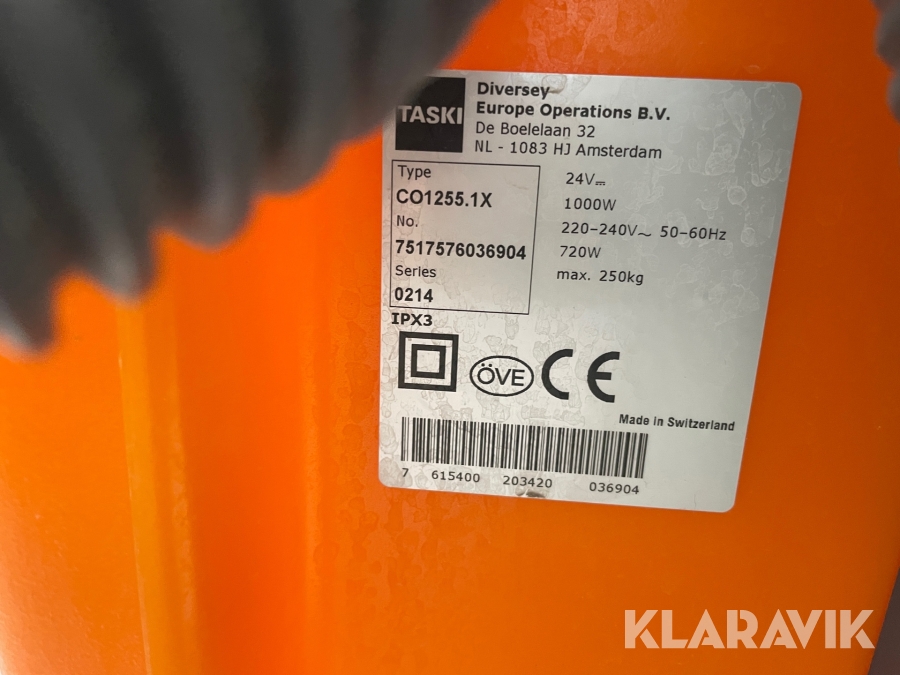 TASKI
Diversey
Europe Operations B.V.
De Boelelaan 32
NL - 1083 HJ Amsterdam
Type
CO1255.1X
No.
7517576036904
Series
0214
24V⎓
1000W
220-240V~ 50-60Hz
720W
max. 250kg
IPX3
ÖVE
CE
Made in Switzerland
7 615400 203420 036904
KLARAVIK